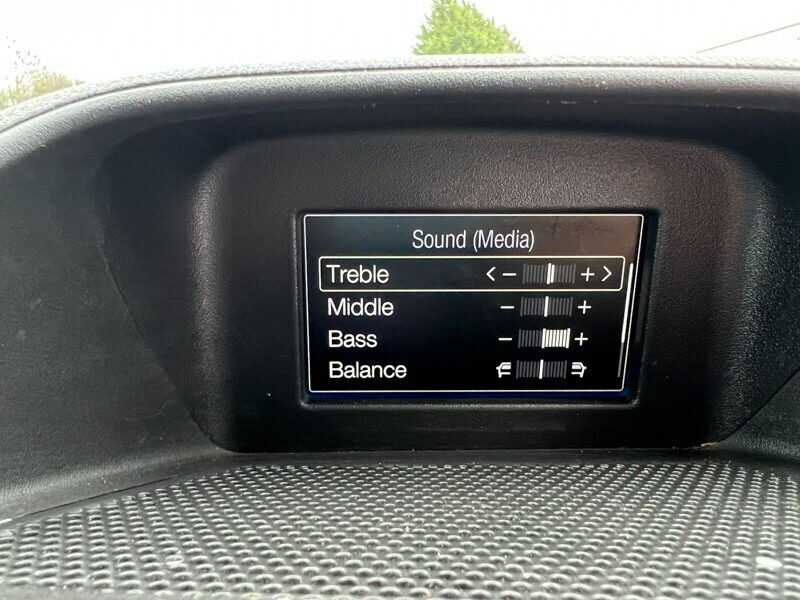 Sound (Media)
Treble < - + >
Middle - +
Bass - +
Balance